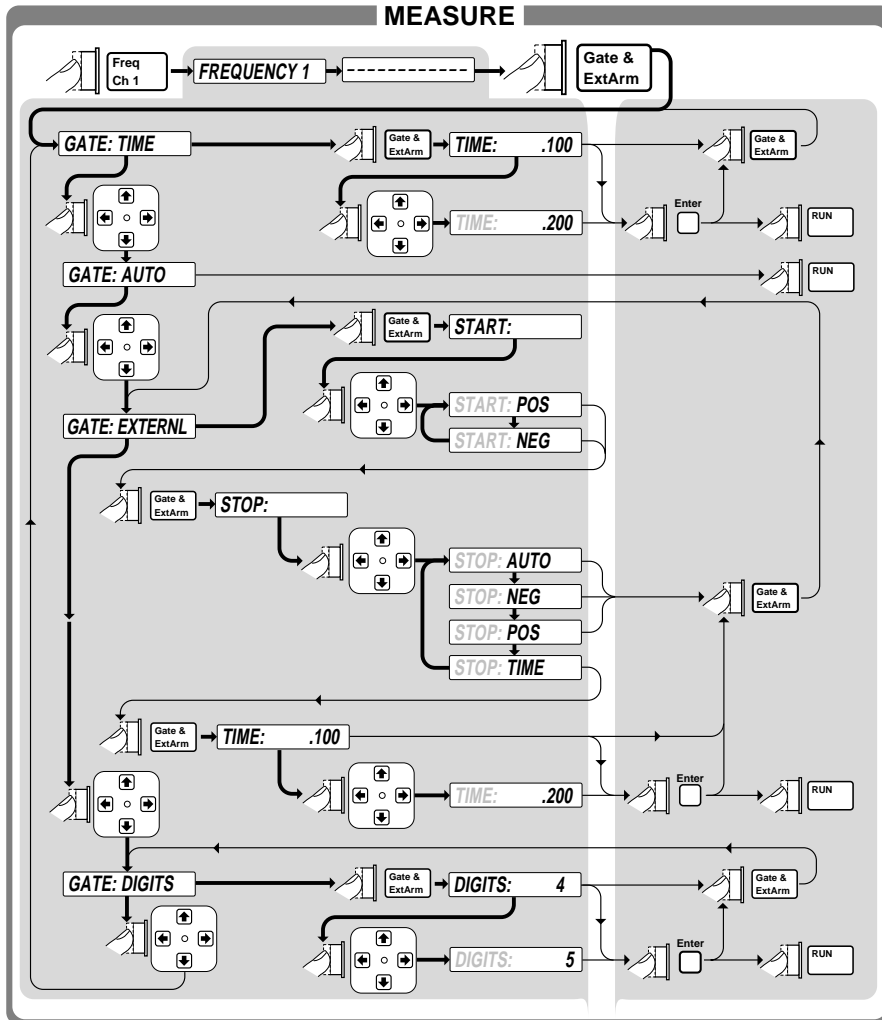 MEASURE
Freq
Ch 1
FREQUENCY 1
-------------
Gate &
ExtArm
GATE: TIME
Gate &
ExtArm
TIME: .100
Gate &
ExtArm
TIME: .200
Enter
RUN
GATE: AUTO
RUN
Gate &
ExtArm
START:
GATE: EXTERNL
START: POS
START: NEG
Gate &
ExtArm
STOP:
STOP: AUTO
STOP: NEG
STOP: POS
STOP: TIME
Gate &
ExtArm
Gate &
ExtArm
TIME: .100
TIME: .200
Enter
RUN
GATE: DIGITS
Gate &
ExtArm
DIGITS: 4
Gate &
ExtArm
DIGITS: 5
Enter
RUN